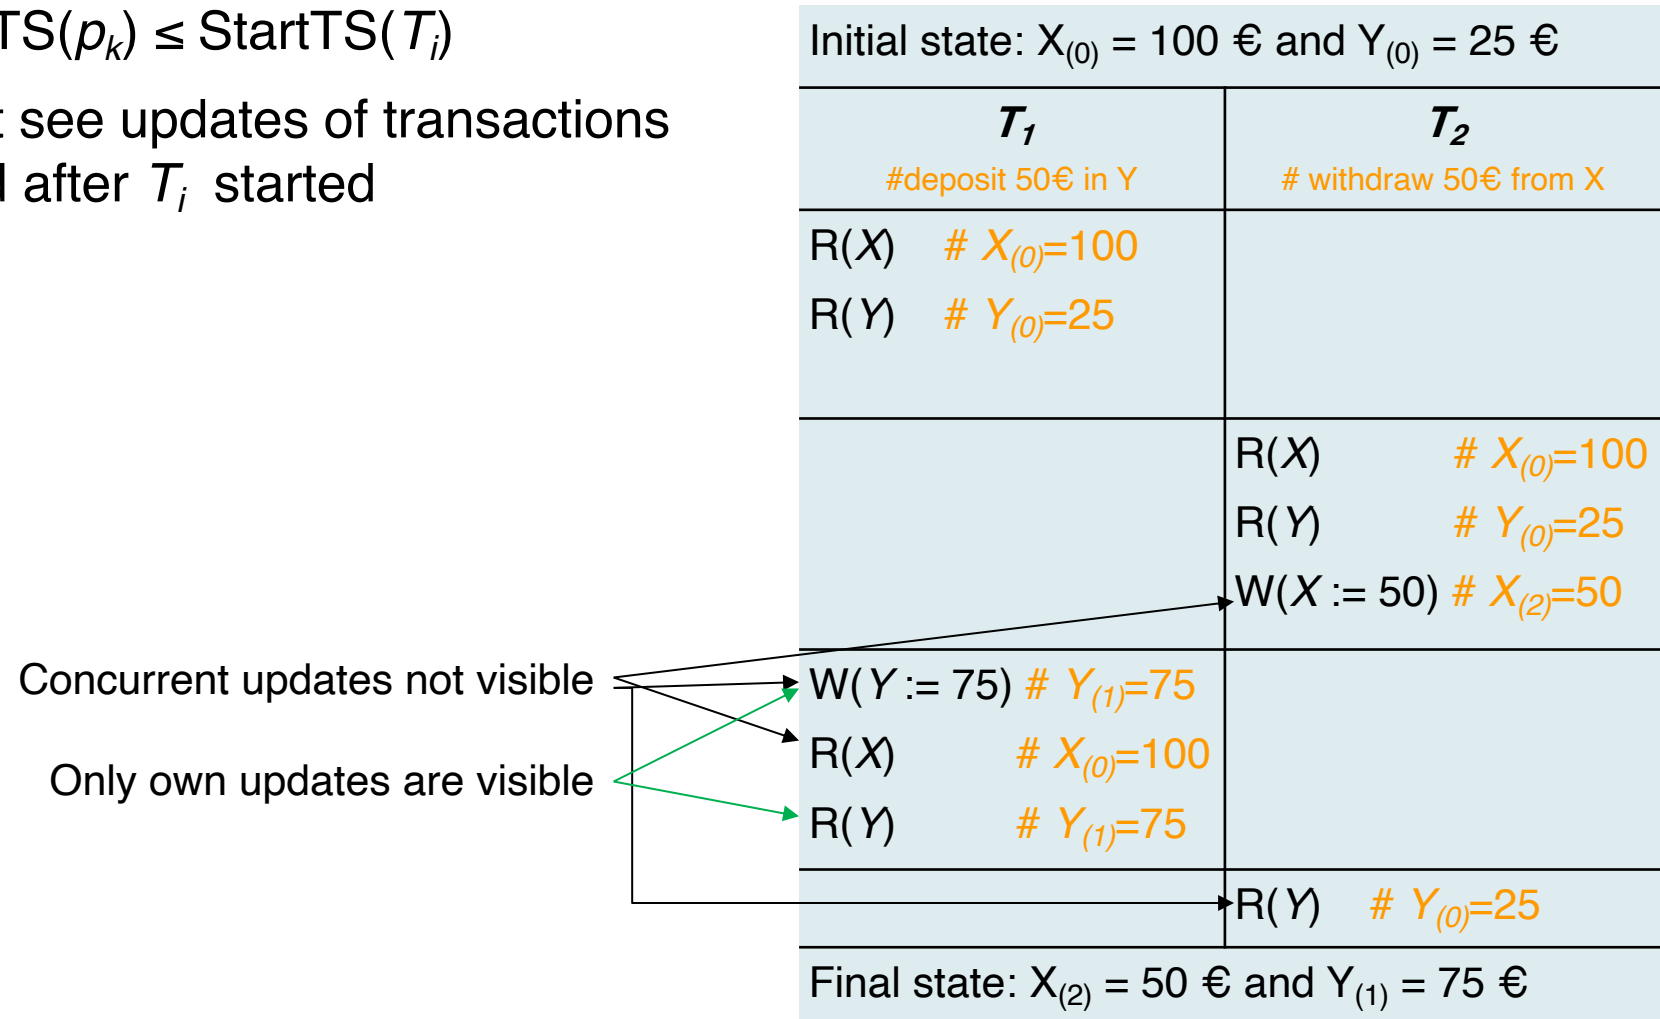 TS(pk) ≤ StartTS(Ti)
see updates of transactions
after Ti started
Concurrent updates not visible
Only own updates are visible
Initial state: X(0) = 100 € and Y(0) = 25 €
T1 T2
#deposit 50€ in Y # withdraw 50€ from X
R(X) # X(0)=100
R(Y) # Y(0)=25
R(X) # X(0)=100
R(Y) # Y(0)=25
W(X := 50) # X(2)=50
W(Y := 75) # Y(1)=75
R(X) # X(0)=100
R(Y) # Y(1)=75
R(Y) # Y(0)=25
Final state: X(2) = 50 € and Y(1) = 75 €